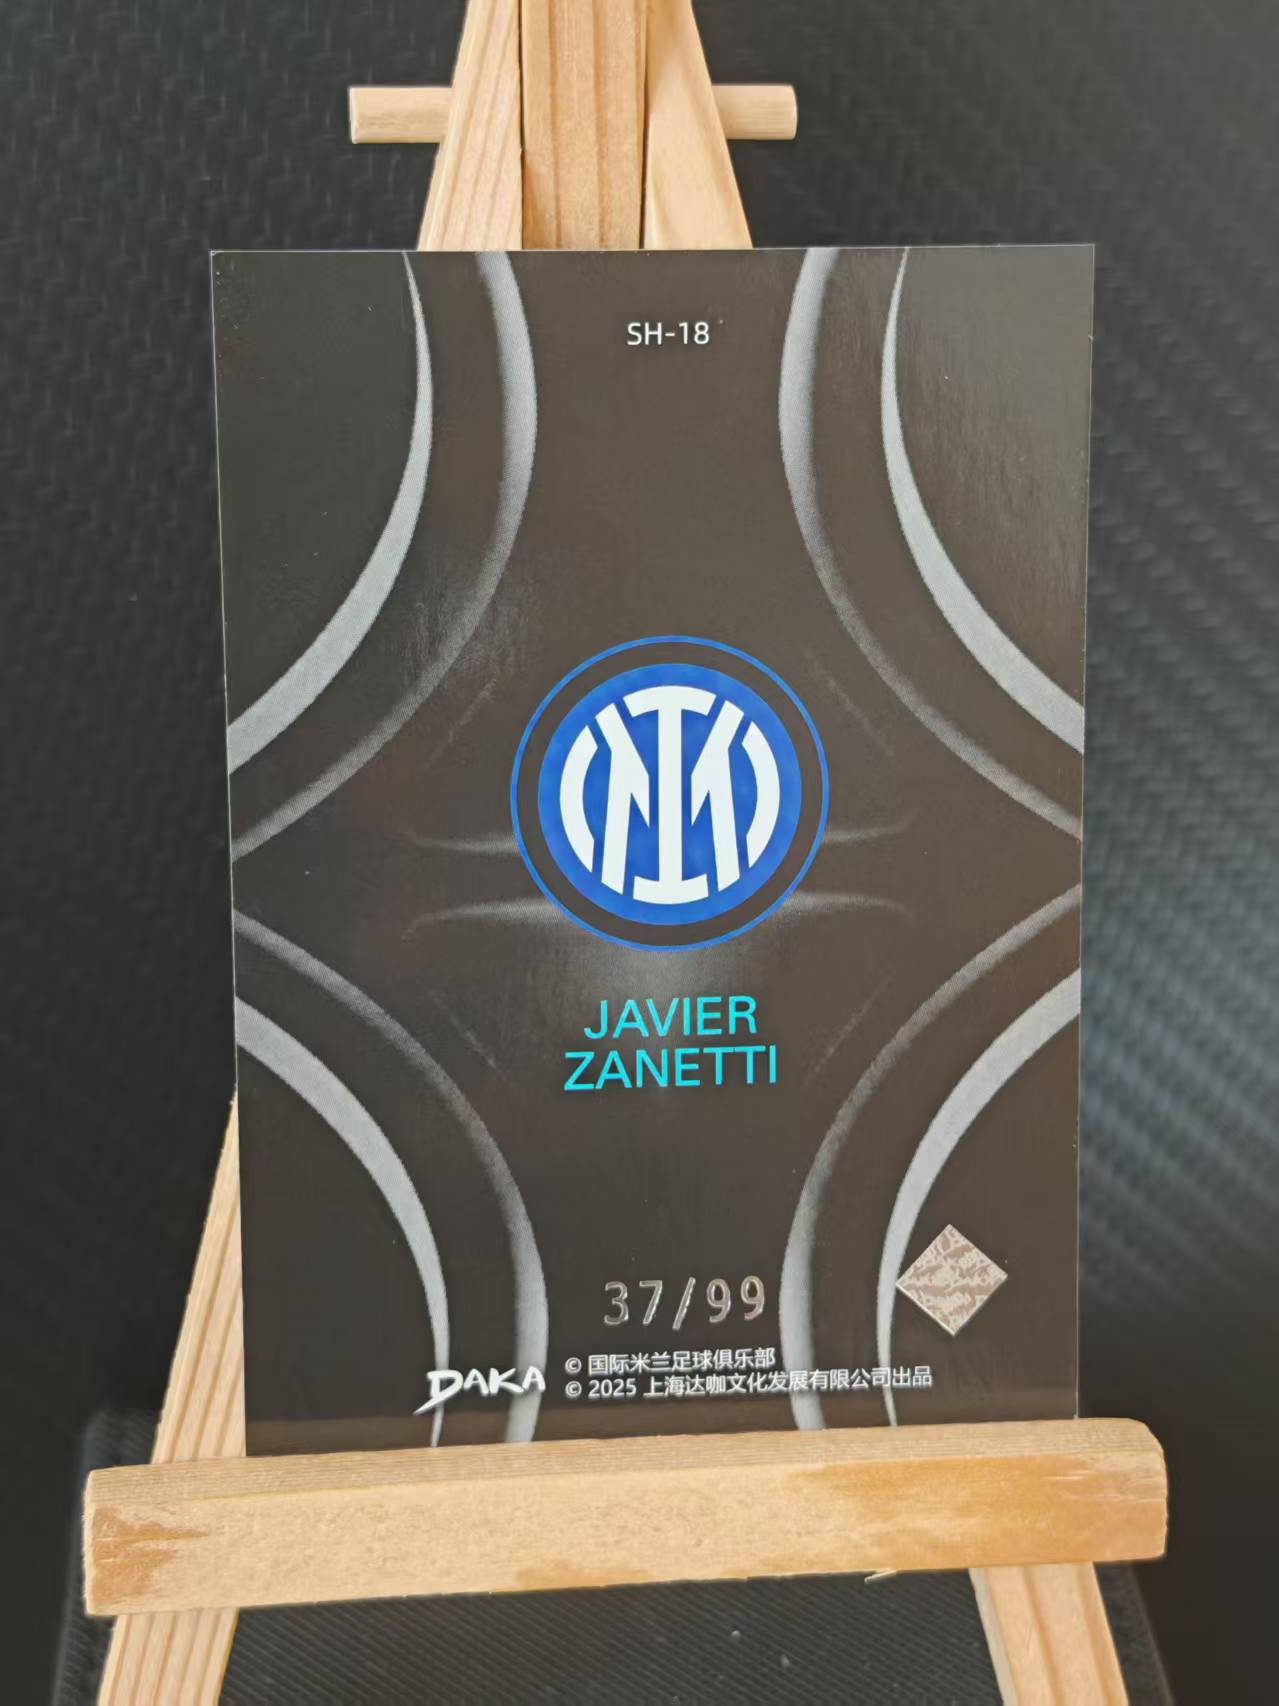 SH-18
IM
JAVIER
ZANETTI
37/99
DAKA
© 国际米兰足球俱乐部
© 2025 上海达咖文化发展有限公司出品